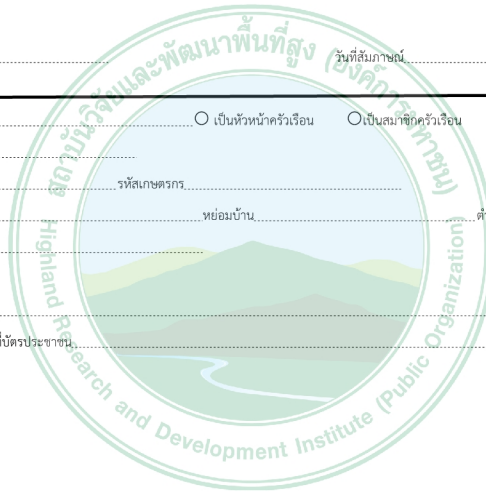 สถาบันวิจัยและพัฒนาพื้นที่สูง (องค์การมหาชน)
วันที่สัมภาษณ์
เป็นหัวหน้าครัวเรือน เป็นสมาชิกครัวเรือน
รหัสเกษตรกร
หย่อมบ้าน
บัตรประชาชน
Highland Research and Development Institute (Public Organization)